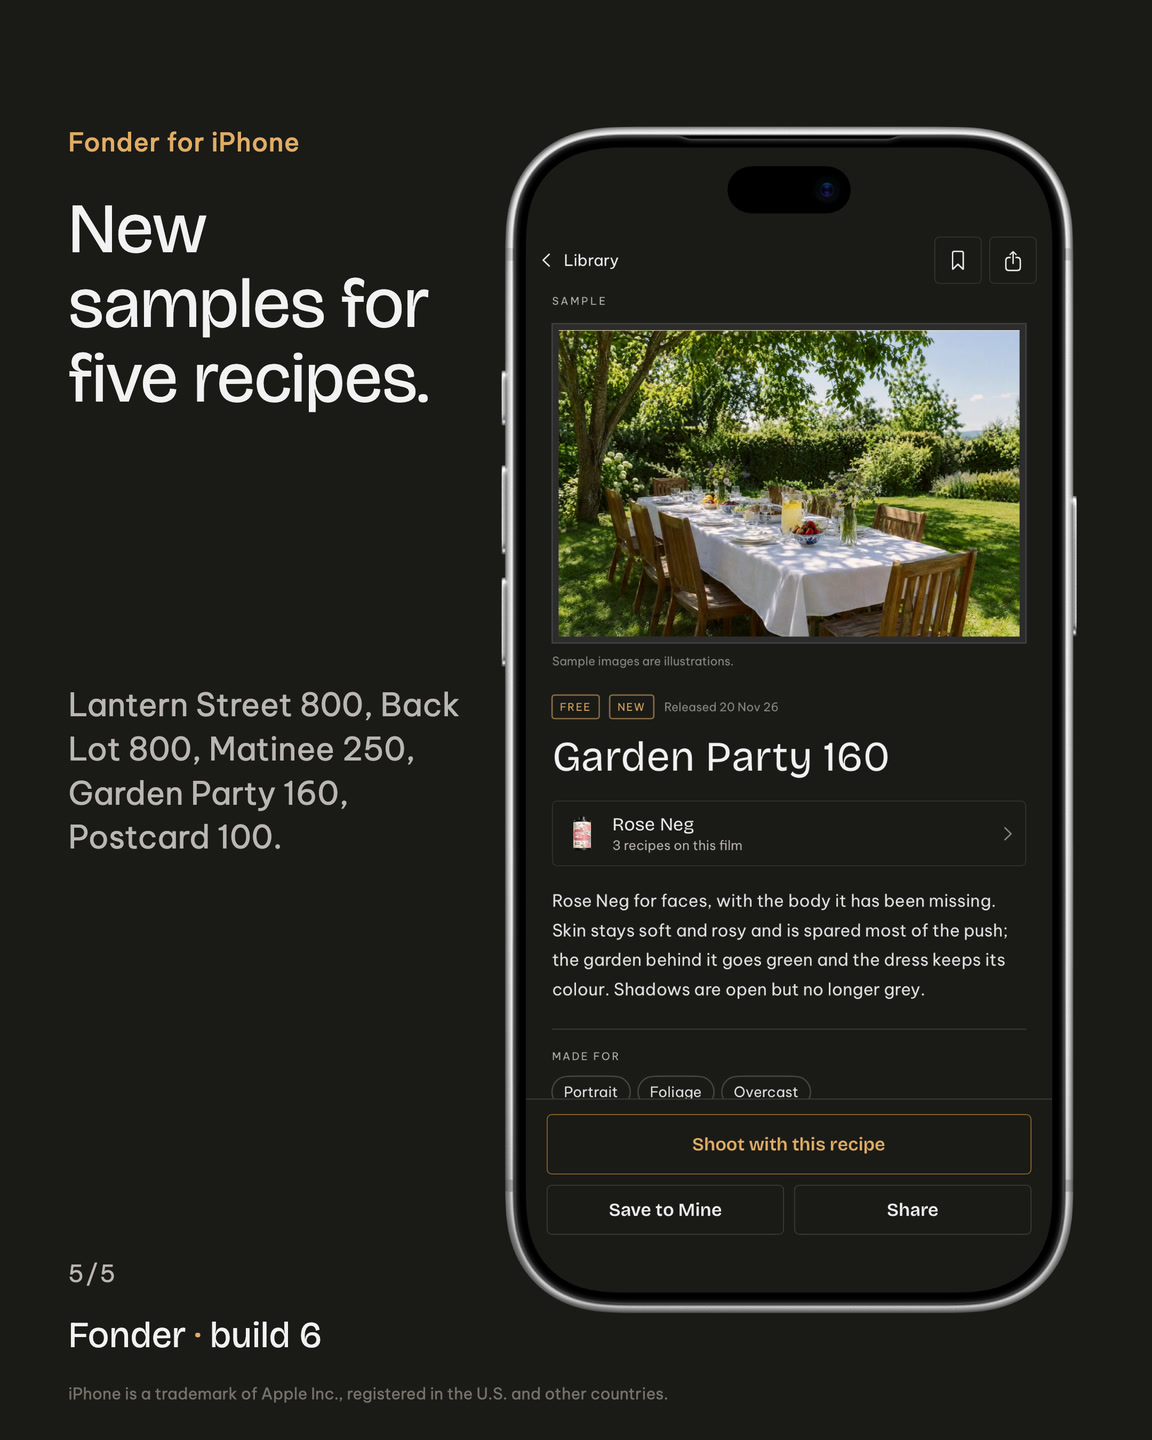 Fonder for iPhone
New
samples for
five recipes.
Lantern Street 800, Back
Lot 800, Matinee 250,
Garden Party 160,
Postcard 100.
5/5
Fonder · build 6
iPhone is a trademark of Apple Inc., registered in the U.S. and other countries.
Library
SAMPLE
Sample images are illustrations.
FREE NEW Released 20 Nov 26
Garden Party 160
Rose Neg
3 recipes on this film
Rose Neg for faces, with the body it has been missing.
Skin stays soft and rosy and is spared most of the push;
the garden behind it goes green and the dress keeps its
colour. Shadows are open but no longer grey.
MADE FOR
Portrait Foliage Overcast
Shoot with this recipe
Save to Mine Share